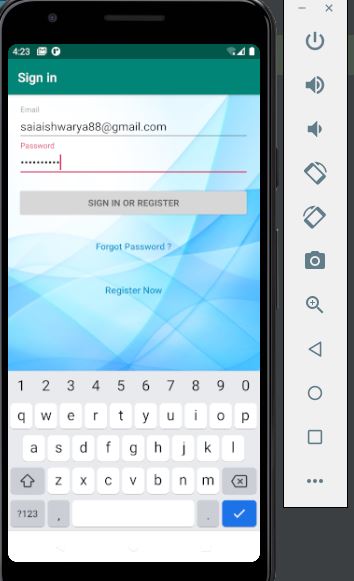 4:23
Sign in
Email
saiaishwarya88@gmail.com
Password
••••••••••
SIGN IN OR REGISTER
Forgot Password ?
Register Now
1 2 3 4 5 6 7 8 9 0
q w e r t y u i o p
a s d f g h j k l
z x c v b n m
?123 , .